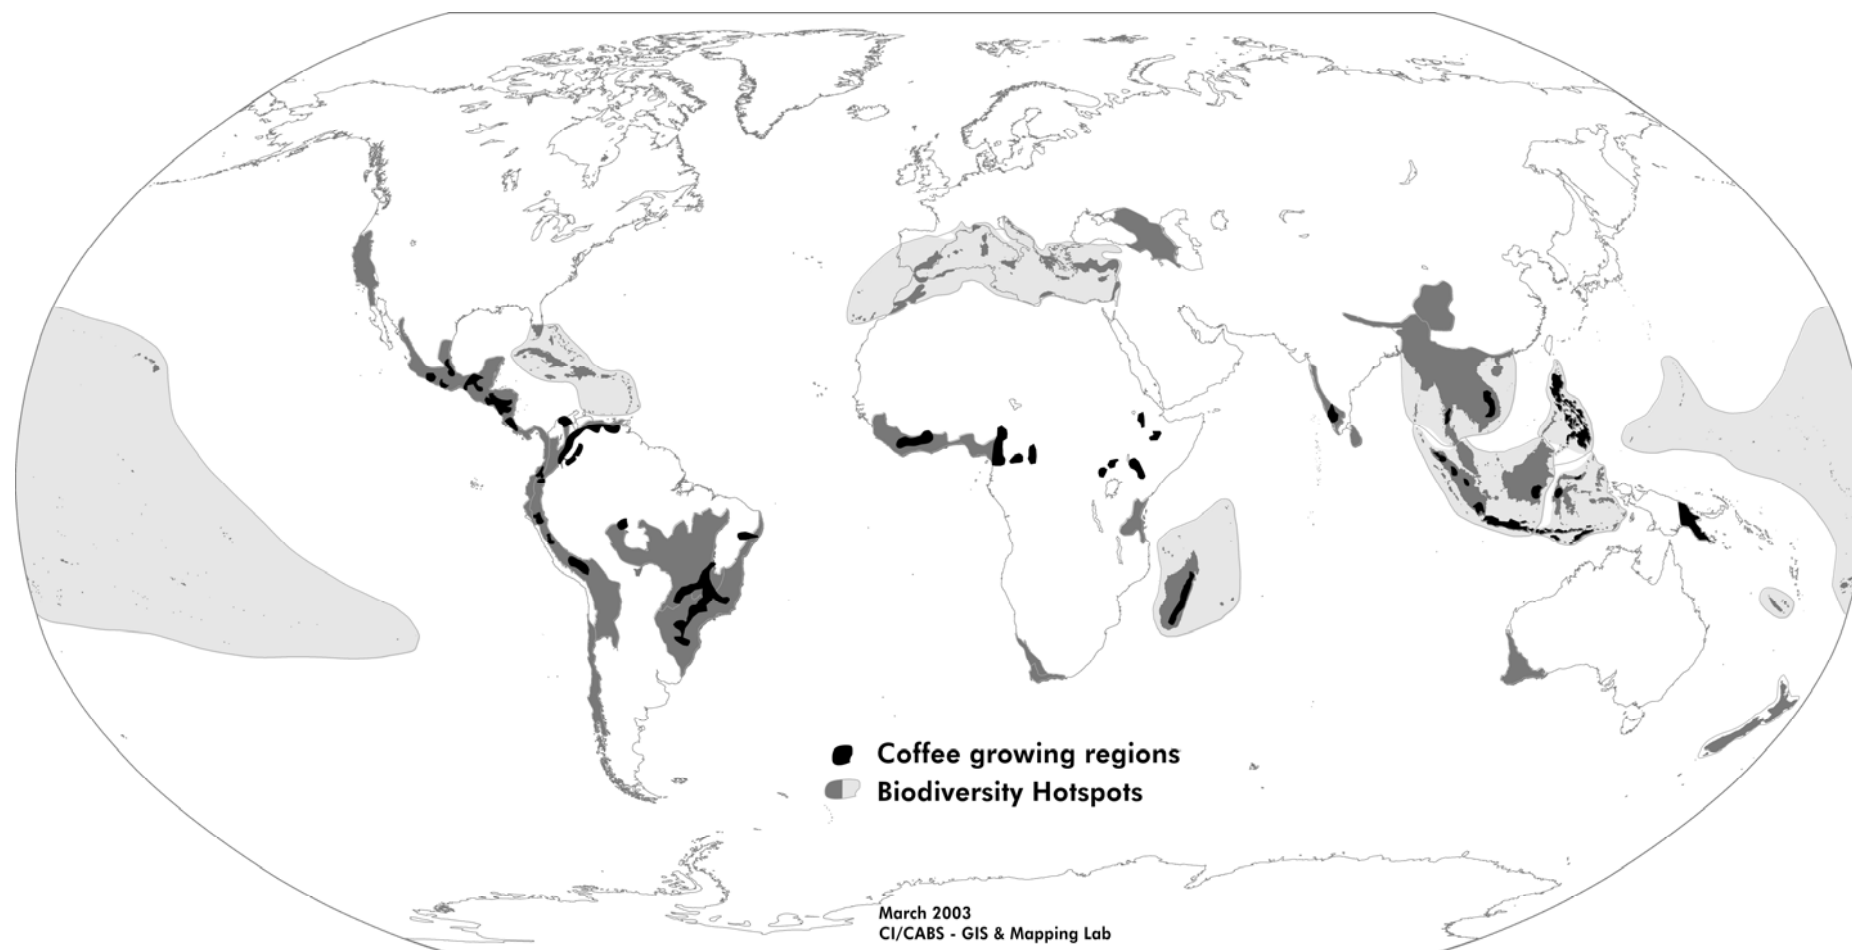 Coffee growing regions
Biodiversity Hotspots
March 2003
CI/CABS - GIS & Mapping Lab